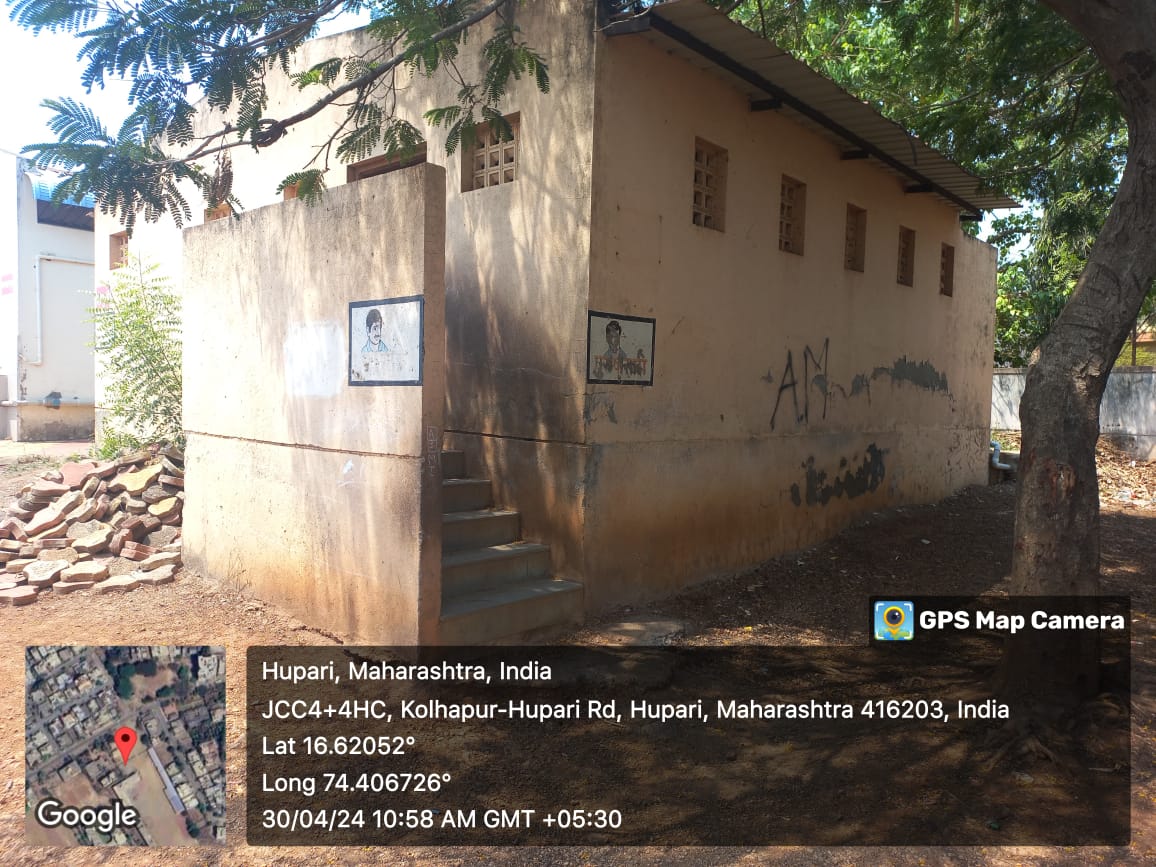 A.M
GPS Map Camera
Hupari, Maharashtra, India
JCC4+4HC, Kolhapur-Hupari Rd, Hupari, Maharashtra 416203, India
Lat 16.62052°
Long 74.406726°
30/04/24 10:58 AM GMT +05:30
Google